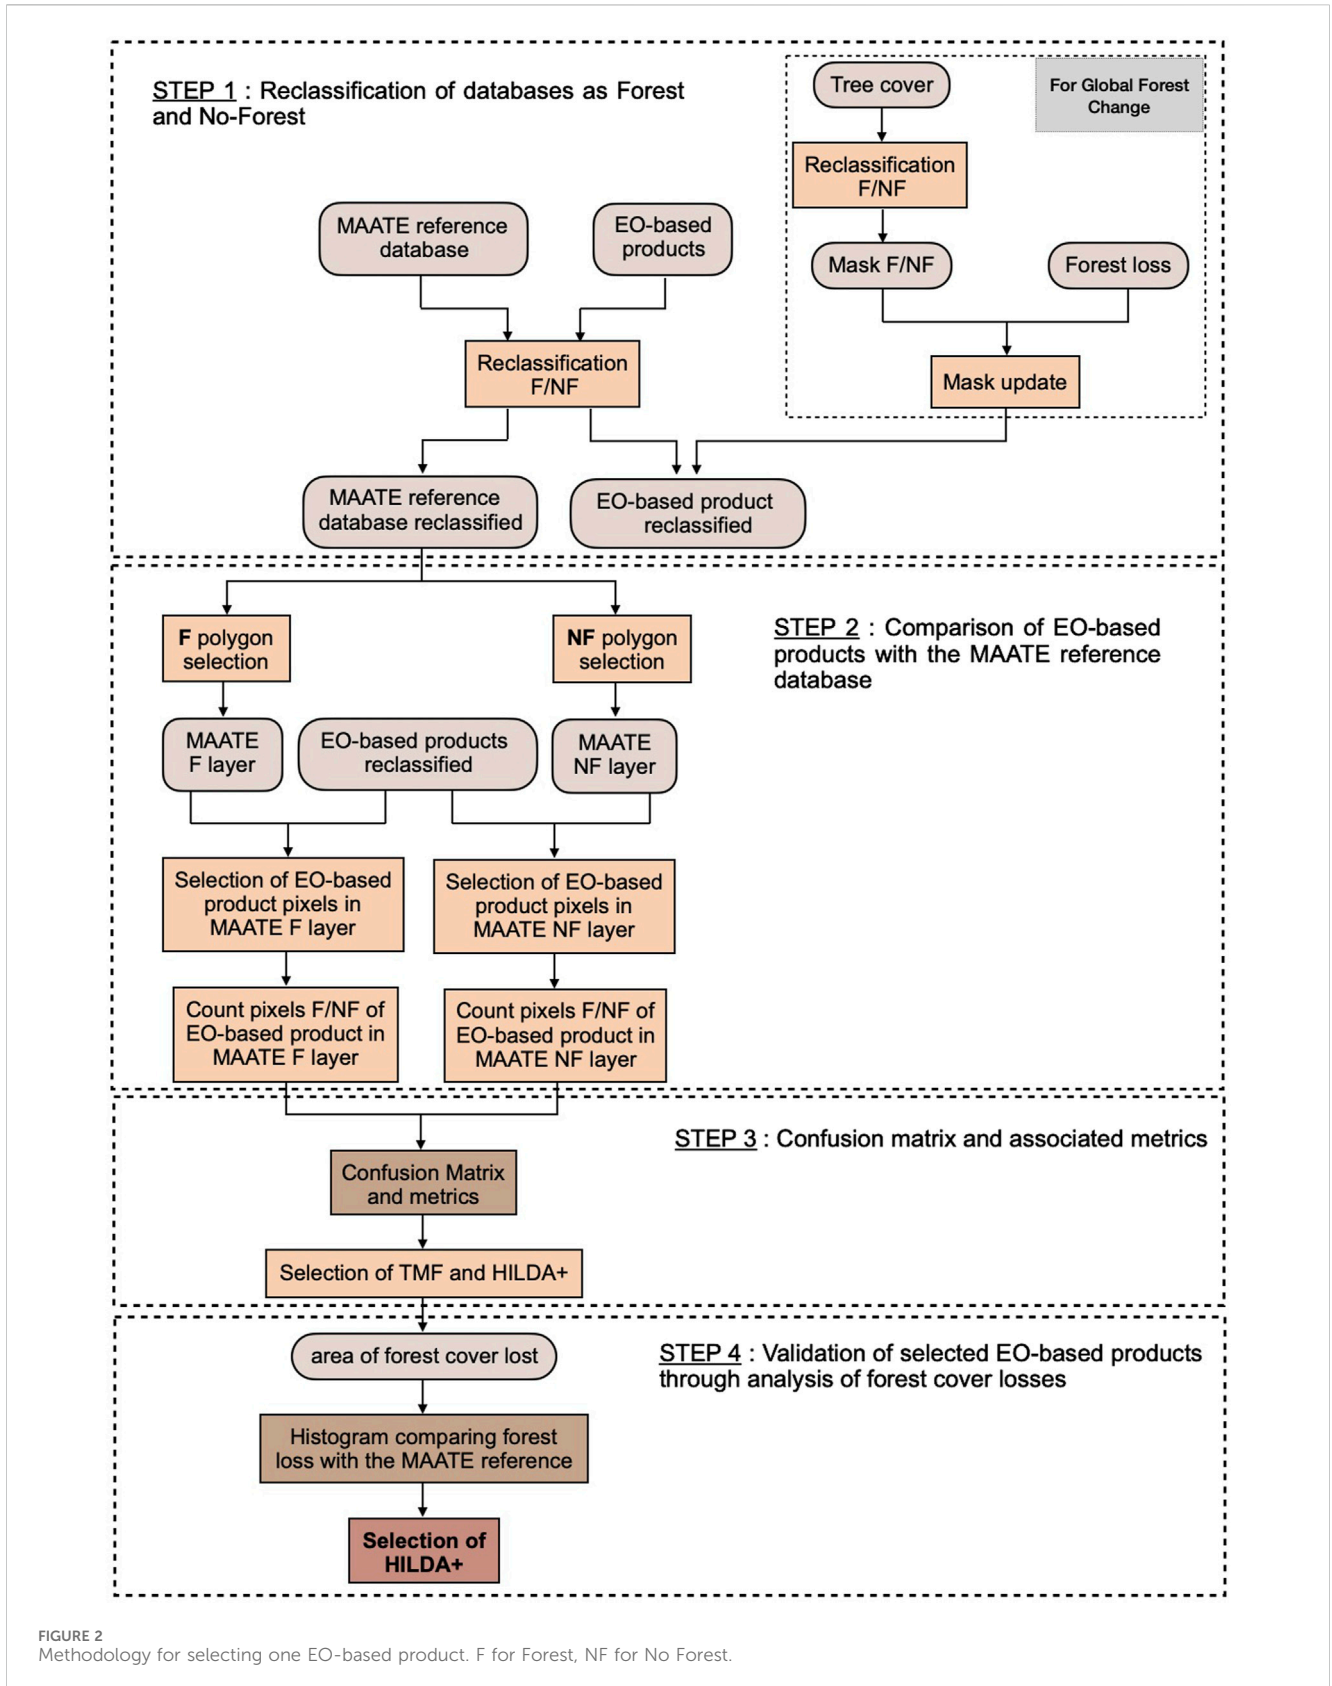 STEP 1 : Reclassification of databases as Forest
and No-Forest
Tree cover
For Global Forest
Change
Reclassification
F/NF
MAATE reference
database
EO-based
products
Mask F/NF
Forest loss
Reclassification
F/NF
Mask update
MAATE reference
database reclassified
EO-based product
reclassified
F polygon
selection
NF polygon
selection
STEP 2 : Comparison of EO-based
products with the MAATE reference
database
MAATE
F layer
EO-based products
reclassified
MAATE
NF layer
Selection of EO-based
product pixels in
MAATE F layer
Selection of EO-based
product pixels in
MAATE NF layer
Count pixels F/NF of
EO-based product in
MAATE F layer
Count pixels F/NF of
EO-based product in
MAATE NF layer
STEP 3 : Confusion matrix and associated metrics
Confusion Matrix
and metrics
Selection of TMF and HILDA+
area of forest cover lost
STEP 4 : Validation of selected EO-based products
through analysis of forest cover losses
Histogram comparing forest
loss with the MAATE reference
Selection of
HILDA+
FIGURE 2
Methodology for selecting one EO-based product. F for Forest, NF for No Forest.